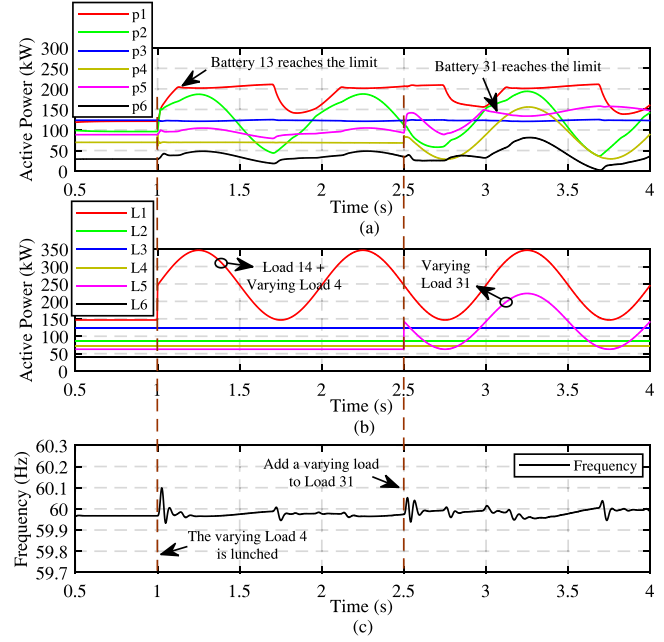 p1
p2
p3
p4
p5
p6
Active Power (kW)
300
250
200
150
100
50
0
Battery 13 reaches the limit
Battery 31 reaches the limit
0.5 1 1.5 2 2.5 3 3.5 4
Time (s)
(a)
L1
L2
L3
L4
L5
L6
Active Power (kW)
350
300
250
200
150
100
50
0
Load 14 +
Varying Load 4
Varying
Load 31
0.5 1 1.5 2 2.5 3 3.5 4
Time (s)
(b)
Frequency (Hz)
60.3
60.2
60.1
60
59.9
59.8
59.7
Add a varying load
to Load 31
Frequency
The varying Load 4
is lunched
0.5 1 1.5 2 2.5 3 3.5 4
Time (s)
(c)